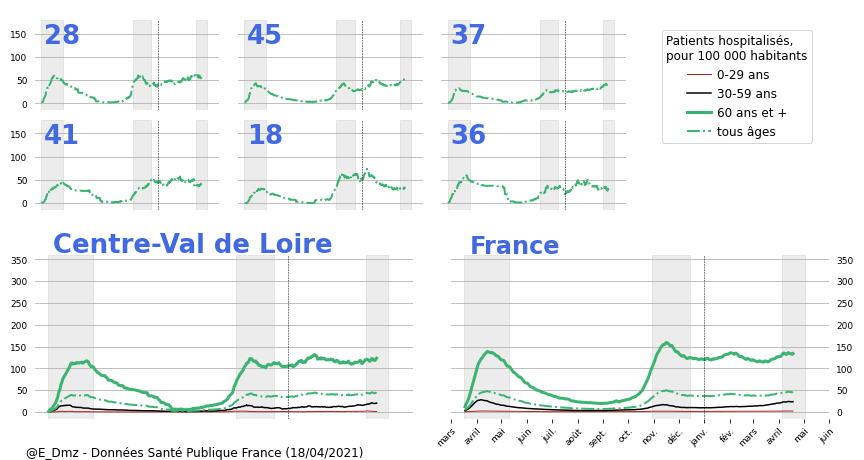 28
45
37
150
100
50
0
41
18
36
150
100
50
0
Patients hospitalisés,
pour 100 000 habitants
0-29 ans
30-59 ans
60 ans et +
tous âges
Centre-Val de Loire
France
350
300
250
200
150
100
50
0
350
300
250
200
150
100
50
0
mars
avril
mai
juin
juil.
août
sept.
oct.
nov.
déc.
janv.
fév.
mars
avril
mai
juin
@E_Dmz - Données Santé Publique France (18/04/2021)